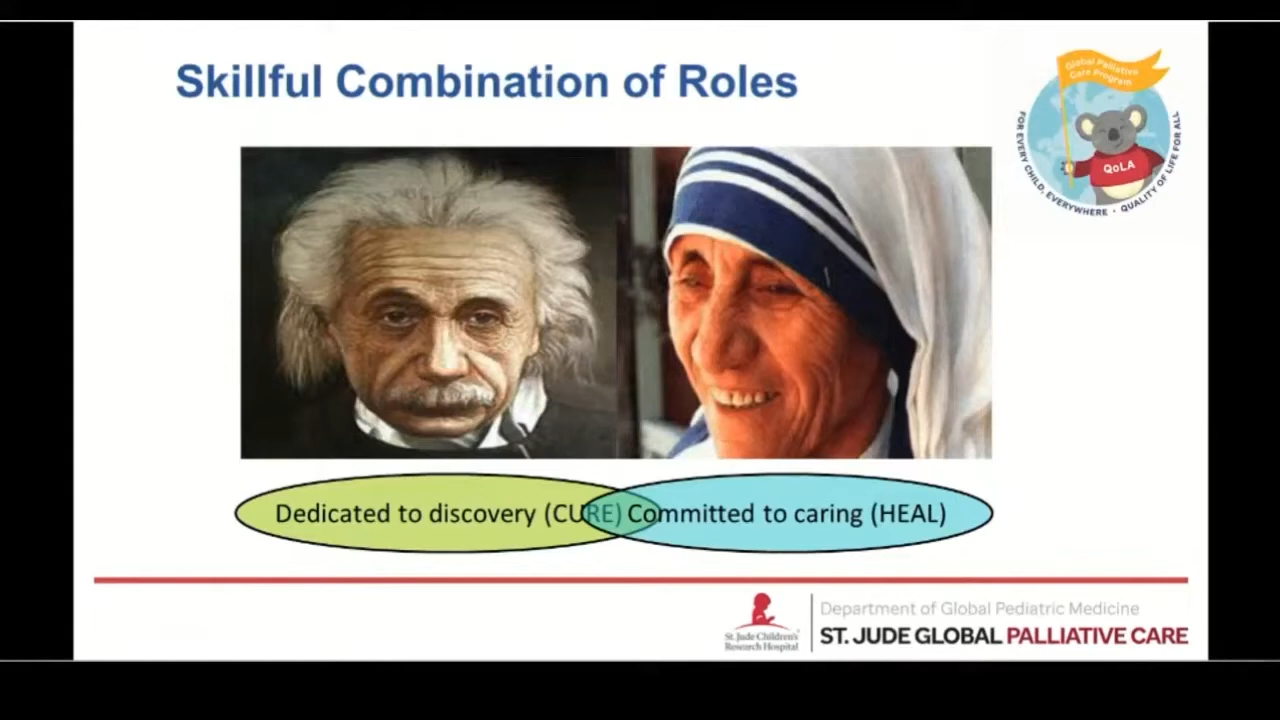 Skillful Combination of Roles
Global Palliative
Care Program
QoLA
FOR EVERY CHILD, EVERYWHERE · QUALITY OF LIFE FOR ALL
Dedicated to discovery (CURE)
Committed to caring (HEAL)
St. Jude Children's
Research Hospital
Department of Global Pediatric Medicine
ST. JUDE GLOBAL PALLIATIVE CARE